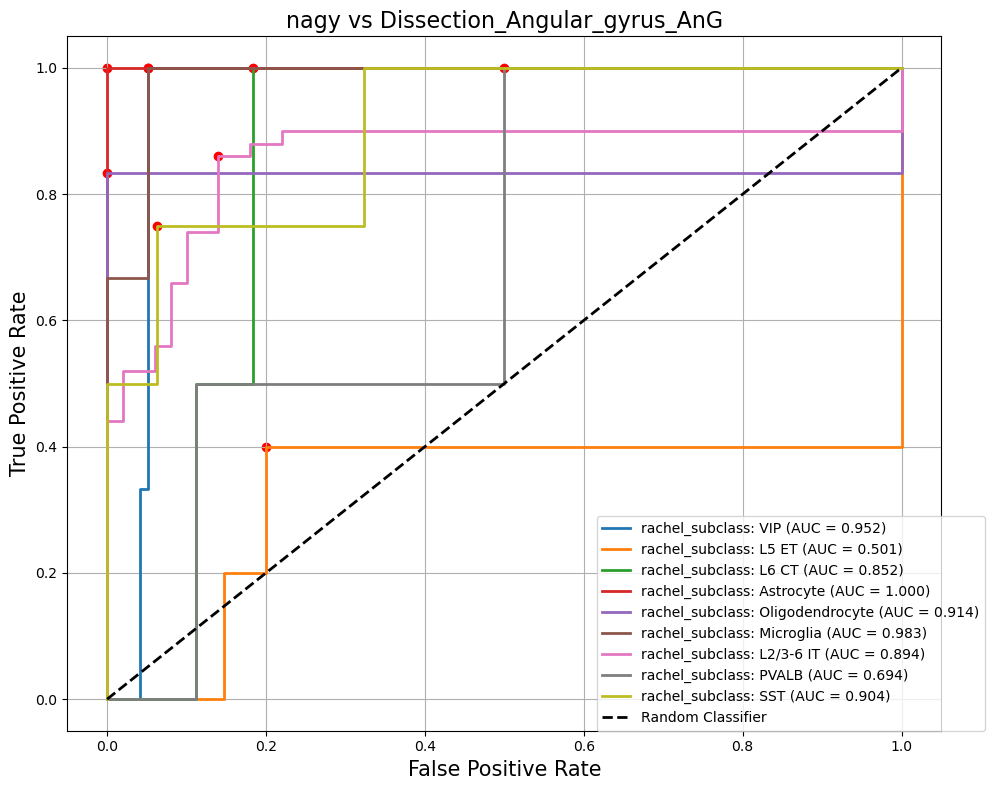 nagy vs Dissection_Angular_gyrus_AnG
True Positive Rate
1.0
0.8
0.6
0.4
0.2
0.0
rachel_subclass: VIP (AUC = 0.952)
rachel_subclass: L5 ET (AUC = 0.501)
rachel_subclass: L6 CT (AUC = 0.852)
rachel_subclass: Astrocyte (AUC = 1.000)
rachel_subclass: Oligodendrocyte (AUC = 0.914)
rachel_subclass: Microglia (AUC = 0.983)
rachel_subclass: L2/3-6 IT (AUC = 0.894)
rachel_subclass: PVALB (AUC = 0.694)
rachel_subclass: SST (AUC = 0.904)
Random Classifier
0.0 0.2 0.4 0.6 0.8 1.0
False Positive Rate